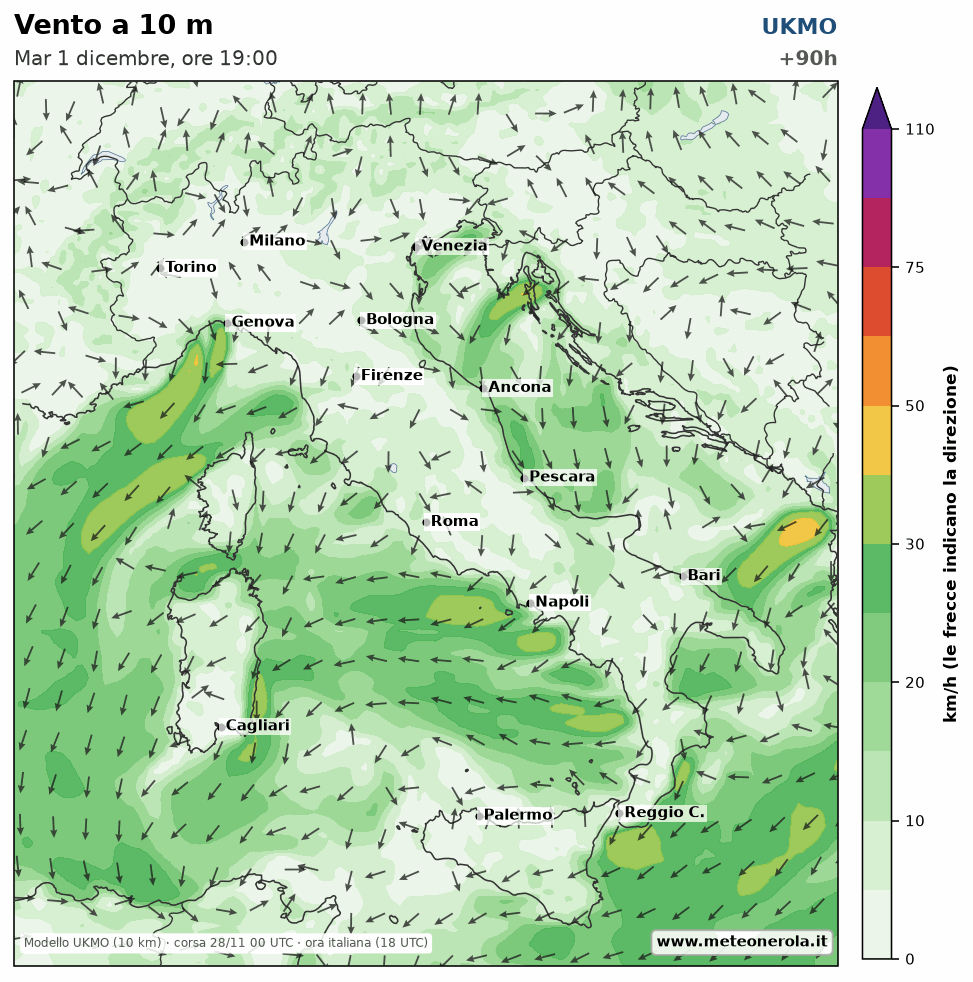 Vento a 10 m
UKMO
Mar 1 dicembre, ore 19:00
+90h
110
Milano
Venezia
Torino
75
Genova
Bologna
Firenze
Ancona
50
Pescara
Roma
30
Bari
Napoli
20
Cagliari
Palermo
Reggio C.
10
0
km/h (le frecce indicano la direzione)
Modello UKMO (10 km) · corsa 28/11 00 UTC · ora italiana (18 UTC)
www.meteonerola.it